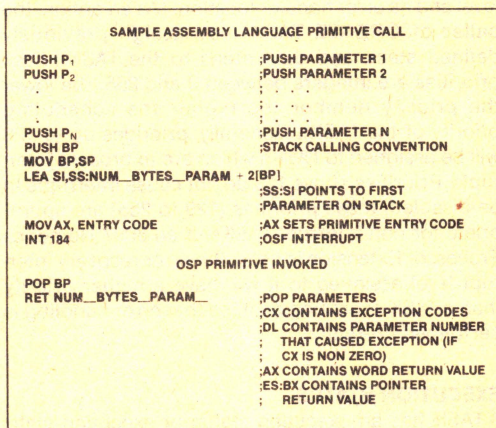 SAMPLE ASSEMBLY LANGUAGE PRIMITIVE CALL
PUSH P1 ;PUSH PARAMETER 1
PUSH P2 ;PUSH PARAMETER 2
. . . . .
. . . . .
PUSH PN ;PUSH PARAMETER N
PUSH BP ;STACK CALLING CONVENTION
MOV BP,SP
LEA SI,SS:NUM__BYTES_PARAM + 2[BP]
;SS:SI POINTS TO FIRST
;PARAMETER ON STACK
MOV AX, ENTRY CODE ;AX SETS PRIMITIVE ENTRY CODE
INT 184 ;OSF INTERRUPT
OSP PRIMITIVE INVOKED
POP BP
RET NUM__BYTES_PARAM__ ;POP PARAMETERS
;CX CONTAINS EXCEPTION CODES
;DL CONTAINS PARAMETER NUMBER
; THAT CAUSED EXCEPTION (IF
; CX IS NON ZERO)
;AX CONTAINS WORD RETURN VALUE
;ES:BX CONTAINS POINTER
; RETURN VALUE